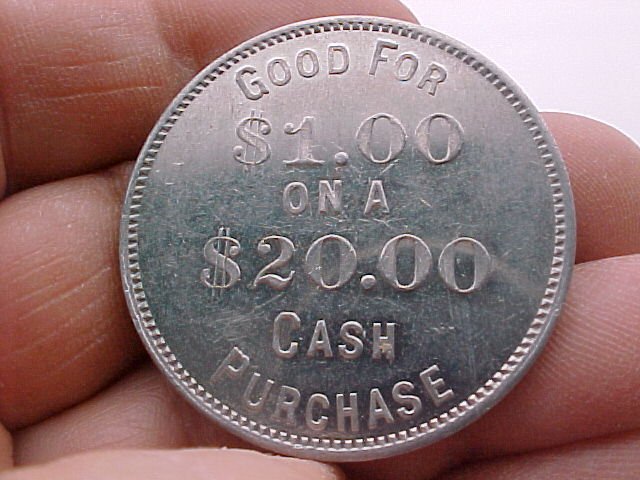 GOOD FOR
$1.00
ON A
$20.00
CASH
PURCHASE